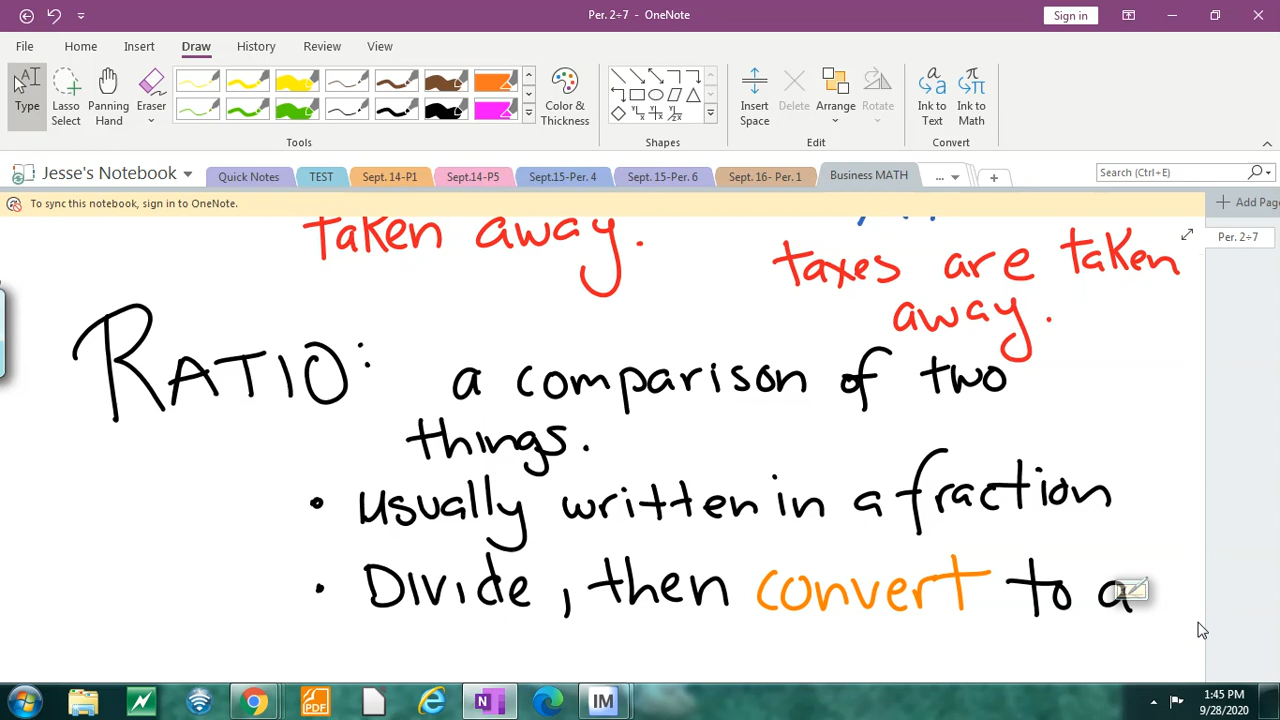 Per. 2÷7 - OneNote
Sign in
File Home Insert Draw History Review View
Type
Lasso Select
Panning Hand
Eraser
Color & Thickness
Insert Space
Delete
Arrange
Rotate
Ink to Text
Ink to Math
Tools
Shapes
Edit
Convert
Jesse's Notebook
Quick Notes TEST Sept. 14-P1 Sept.14-P5 Sept.15-Per. 4 Sept. 15-Per. 6 Sept. 16- Per. 1 Business MATH ... +
Search (Ctrl+E)
To sync this notebook, sign in to OneNote.
Add Pag
Per. 2÷7
taken away.
taxes are taken
away.
RATIO: a comparison of two
things.
• usually written in a fraction
• Divide, then convert to a
IM
1:45 PM
9/28/2020